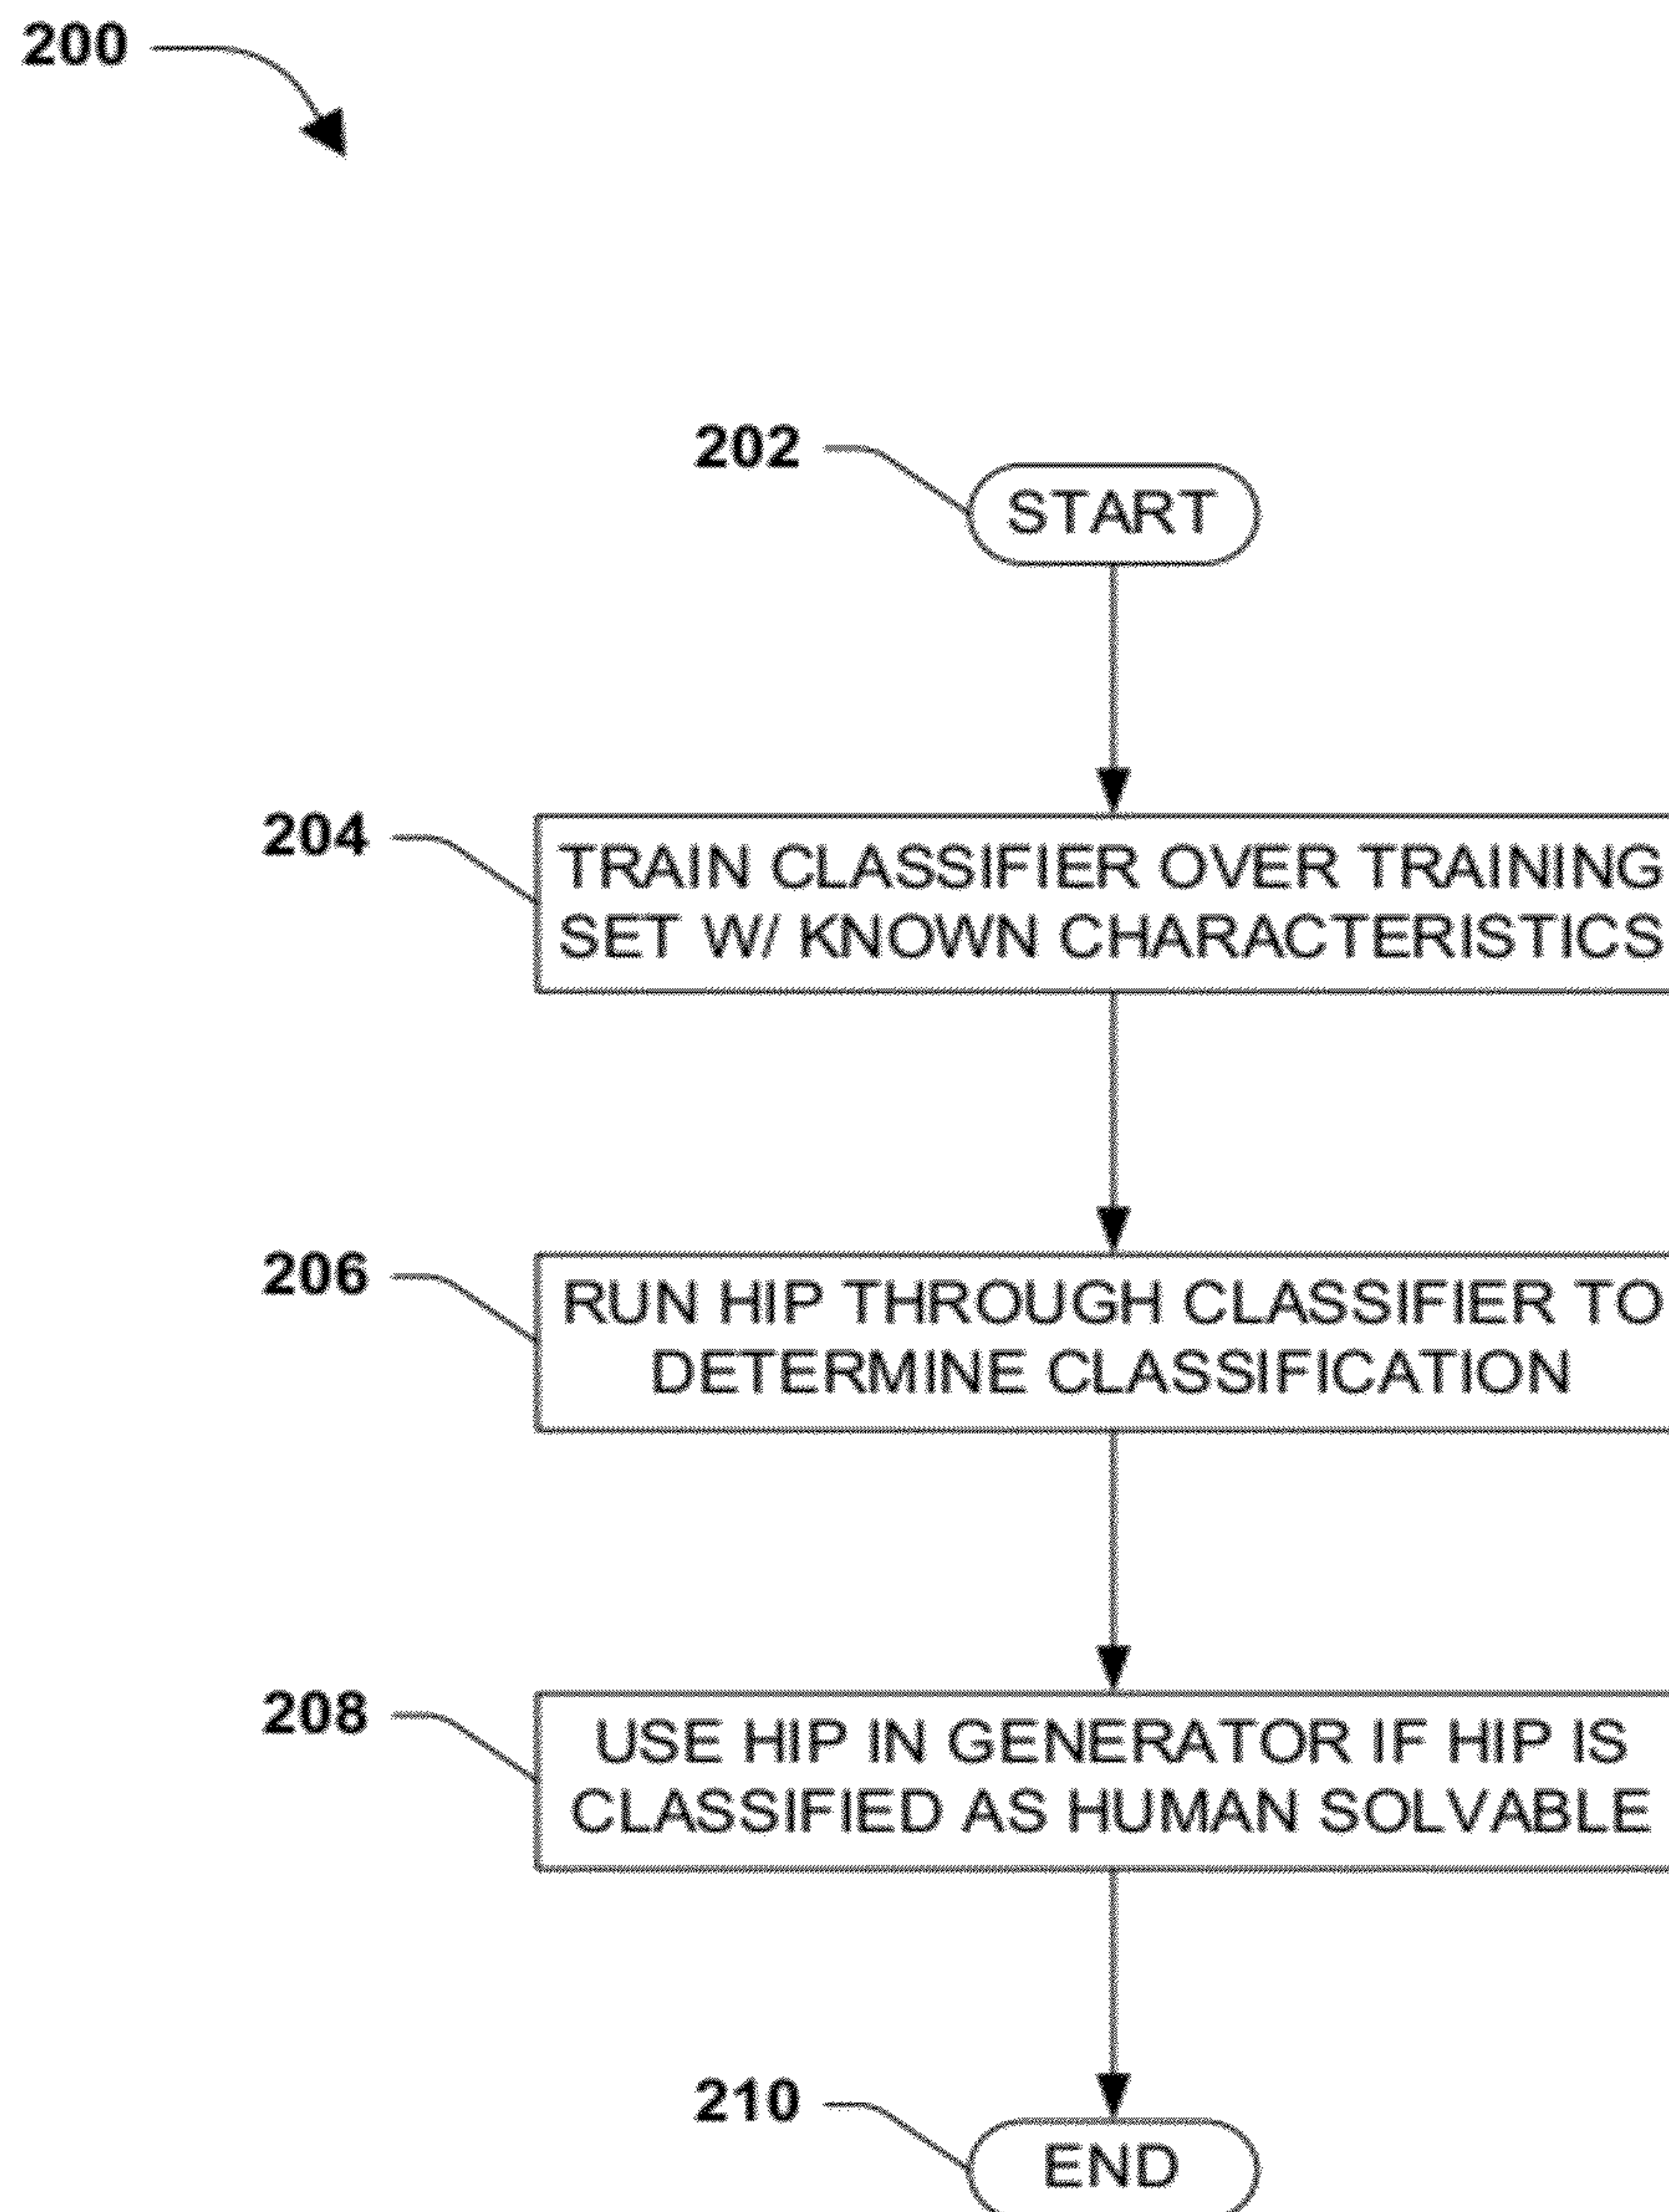 200
202
START
204
TRAIN CLASSIFIER OVER TRAINING
SET W/ KNOWN CHARACTERISTICS
206
RUN HIP THROUGH CLASSIFIER TO
DETERMINE CLASSIFICATION
208
USE HIP IN GENERATOR IF HIP IS
CLASSIFIED AS HUMAN SOLVABLE
210
END